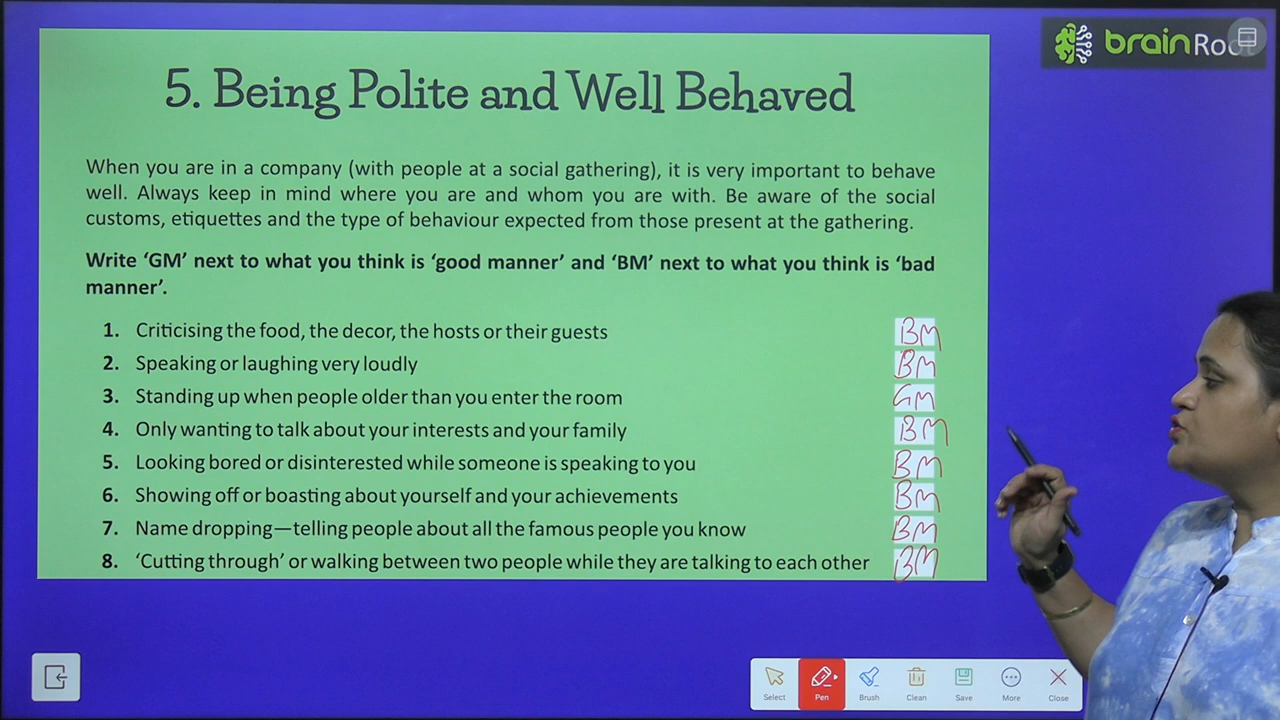 brainRoot
5. Being Polite and Well Behaved
When you are in a company (with people at a social gathering), it is very important to behave
well. Always keep in mind where you are and whom you are with. Be aware of the social
customs, etiquettes and the type of behaviour expected from those present at the gathering.
Write ‘GM’ next to what you think is ‘good manner’ and ‘BM’ next to what you think is ‘bad
manner’.
1. Criticising the food, the decor, the hosts or their guests BM
2. Speaking or laughing very loudly BM
3. Standing up when people older than you enter the room GM
4. Only wanting to talk about your interests and your family BM
5. Looking bored or disinterested while someone is speaking to you BM
6. Showing off or boasting about yourself and your achievements BM
7. Name dropping—telling people about all the famous people you know BM
8. ‘Cutting through’ or walking between two people while they are talking to each other BM
Select Pen Brush Clean Save More Close